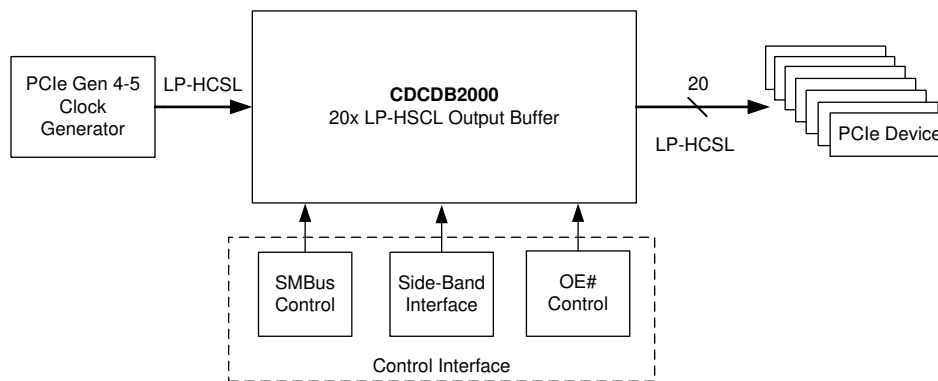 PCIe Gen 4-5
Clock
Generator
LP-HCSL
CDCDB2000
20x LP-HSCL Output Buffer
20
LP-HCSL
PCIe Device
SMBus
Control
Side-Band
Interface
OE#
Control
Control Interface